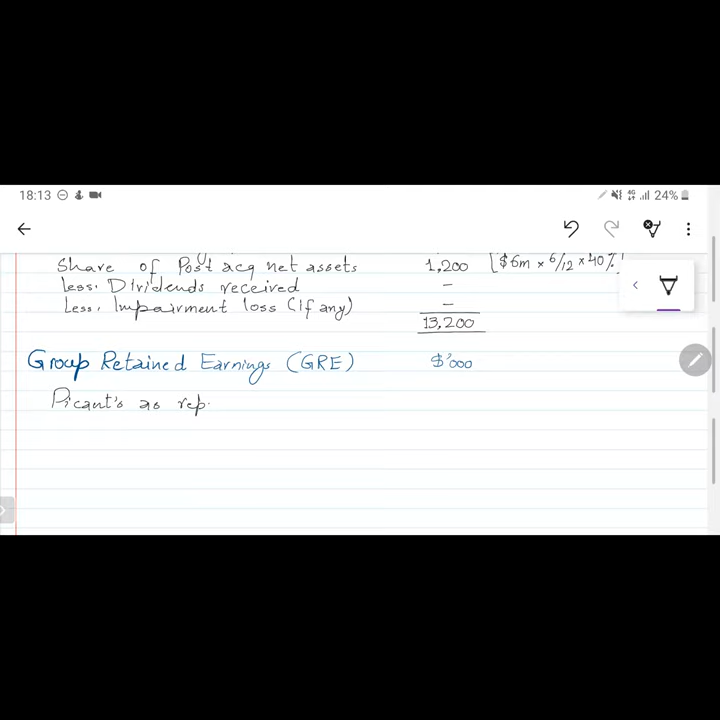 18:13 4G 24%
Share of Post acq net assets 1,200 [$6m × 6/12 × 40%]
less. Dividends received –
Less. Impairment loss (if any) –
13,200
Group Retained Earnings (GRE) $'000
Picant's as rep.